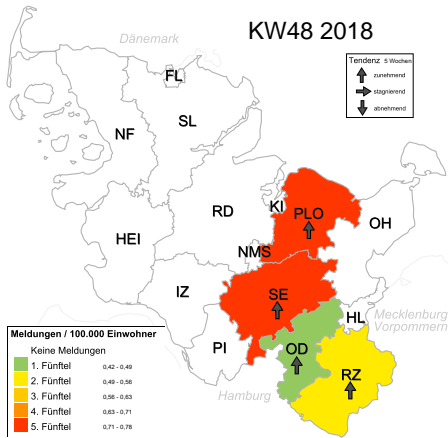 KW48 2018
Dänemark
Tendenz 5 Wochen
zunehmend
stagnierend
abnehmend
FL
NF
SL
KI
PLO
RD
OH
HEI
NMS
IZ
SE
HL
Mecklenburg
Vorpommern
PI
OD
RZ
Hamburg
Meldungen / 100.000 Einwohner
Keine Meldungen
1. Fünftel 0,42 - 0,49
2. Fünftel 0,49 - 0,56
3. Fünftel 0,56 - 0,63
4. Fünftel 0,63 - 0,71
5. Fünftel 0,71 - 0,78